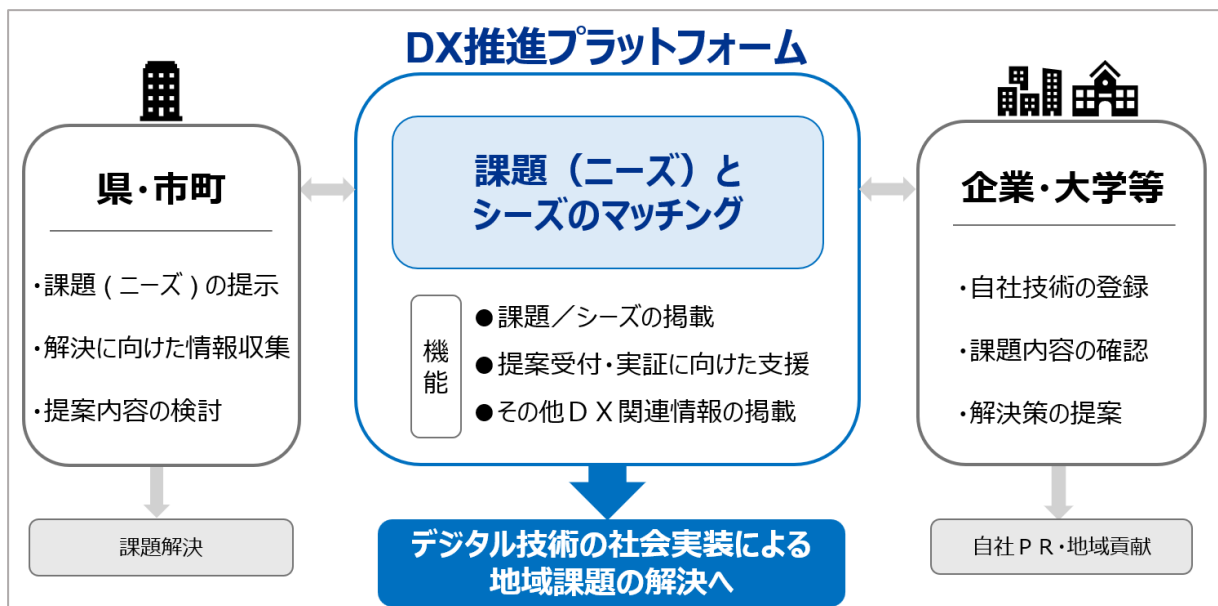 DX推進プラットフォーム
県・市町
・課題(ニーズ)の提示
・解決に向けた情報収集
・提案内容の検討
課題解決
課題（ニーズ）と
シーズのマッチング
機能
●課題／シーズの掲載
●提案受付・実証に向けた支援
●その他ＤＸ関連情報の掲載
デジタル技術の社会実装による
地域課題の解決へ
企業・大学等
・自社技術の登録
・課題内容の確認
・解決策の提案
自社ＰＲ・地域貢献